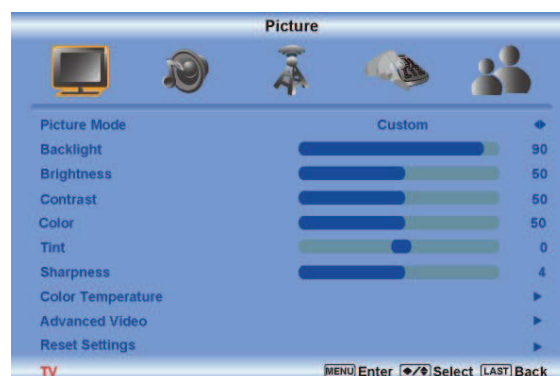 Picture
Picture Mode Custom
Backlight 90
Brightness 50
Contrast 50
Color 50
Tint 0
Sharpness 4
Color Temperature
Advanced Video
Reset Settings
TV MENU Enter Select LAST Back